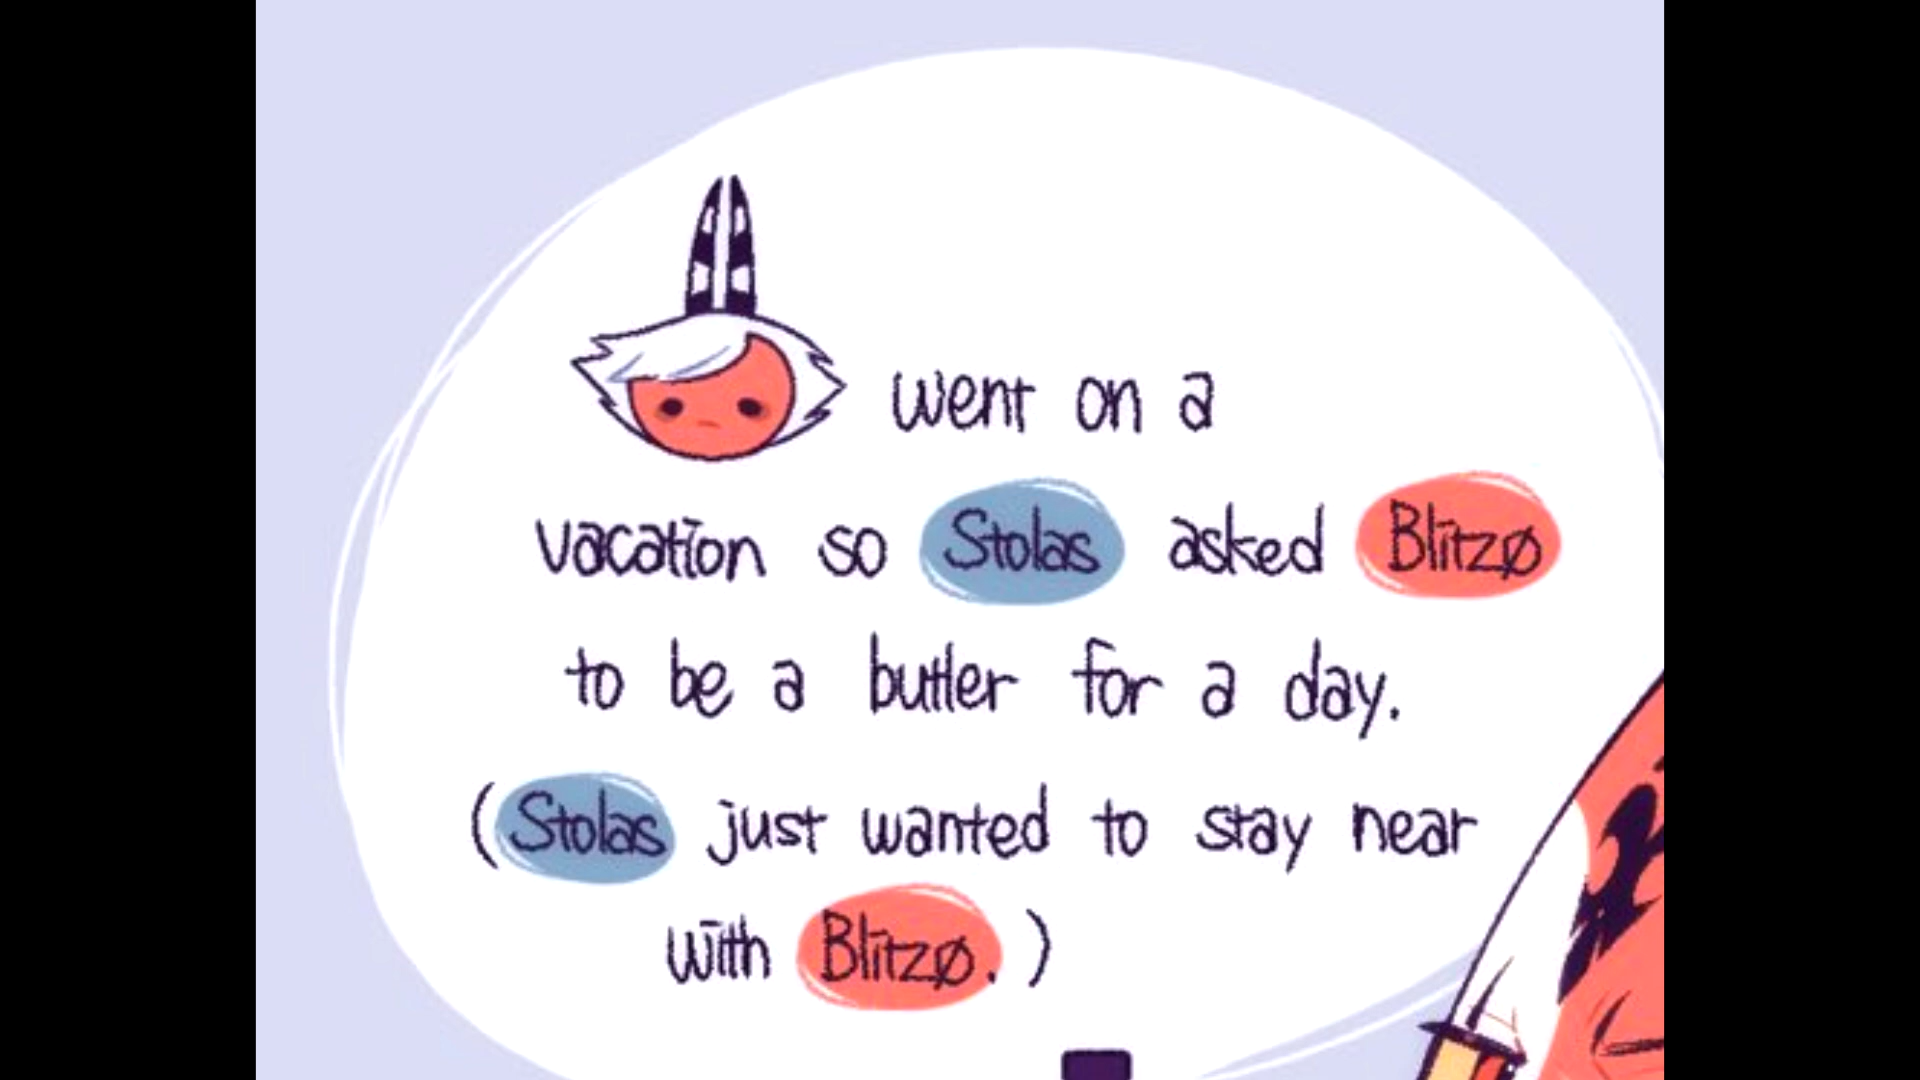 went on a
vacation so Stolas asked Blitzø
to be a butler for a day.
(Stolas just wanted to stay near
with Blitzø.)